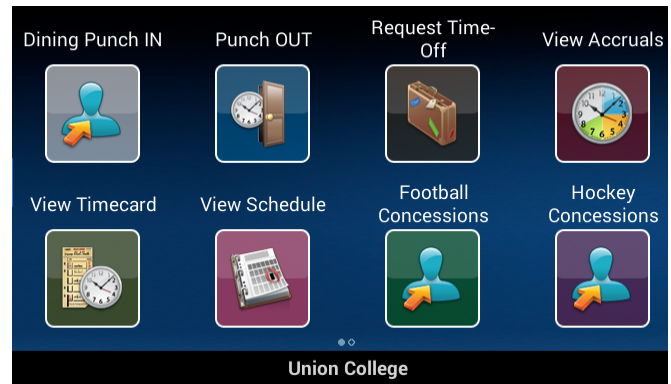 Dining Punch IN
Punch OUT
Request Time-
Off
View Accruals
View Timecard
View Schedule
Football
Concessions
Hockey
Concessions
Union College